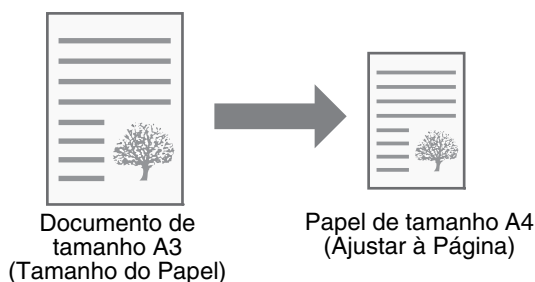 Documento de
tamanho A3
(Tamanho do Papel)
Papel de tamanho A4
(Ajustar à Página)